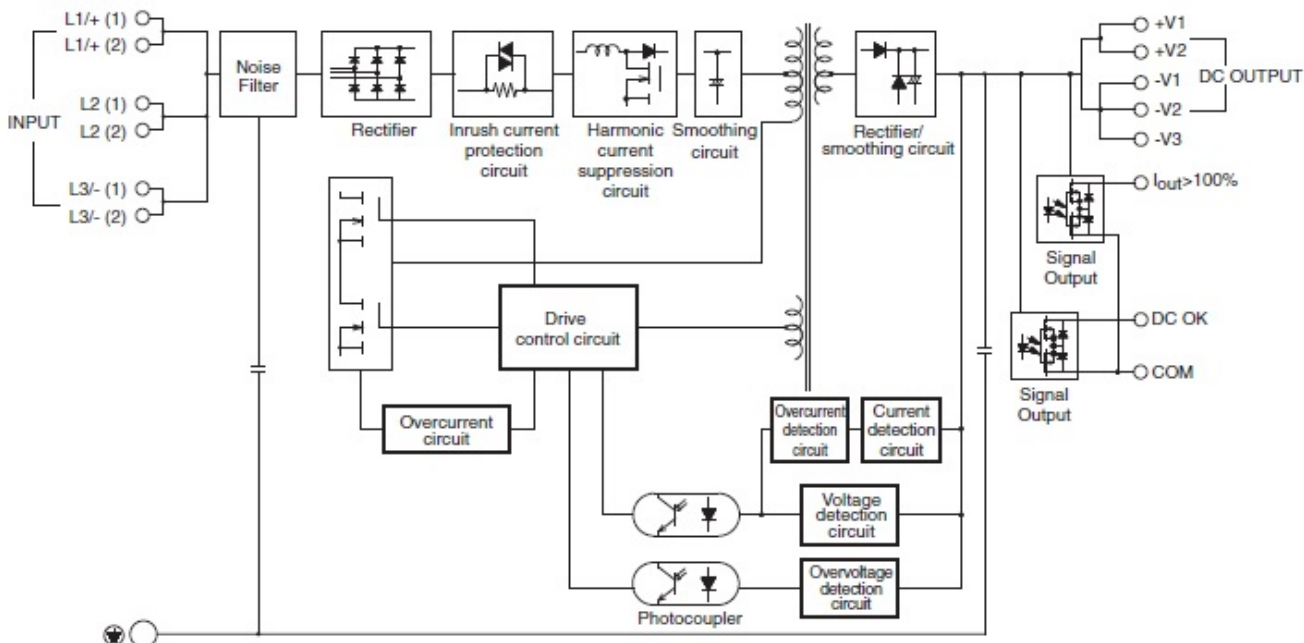 L1/+ (1)
L1/+ (2)
L2 (1)
L2 (2)
L3/- (1)
L3/- (2)
INPUT
Noise
Filter
Rectifier
Inrush current
protection
circuit
Harmonic
current
suppression
circuit
Smoothing
circuit
Rectifier/
smoothing circuit
+V1
+V2
-V1
-V2
-V3
DC OUTPUT
Iout>100%
Signal
Output
DC OK
COM
Signal
Output
Drive
control circuit
Overcurrent
circuit
Overcurrent
detection
circuit
Current
detection
circuit
Voltage
detection
circuit
Overvoltage
detection
circuit
Photocoupler